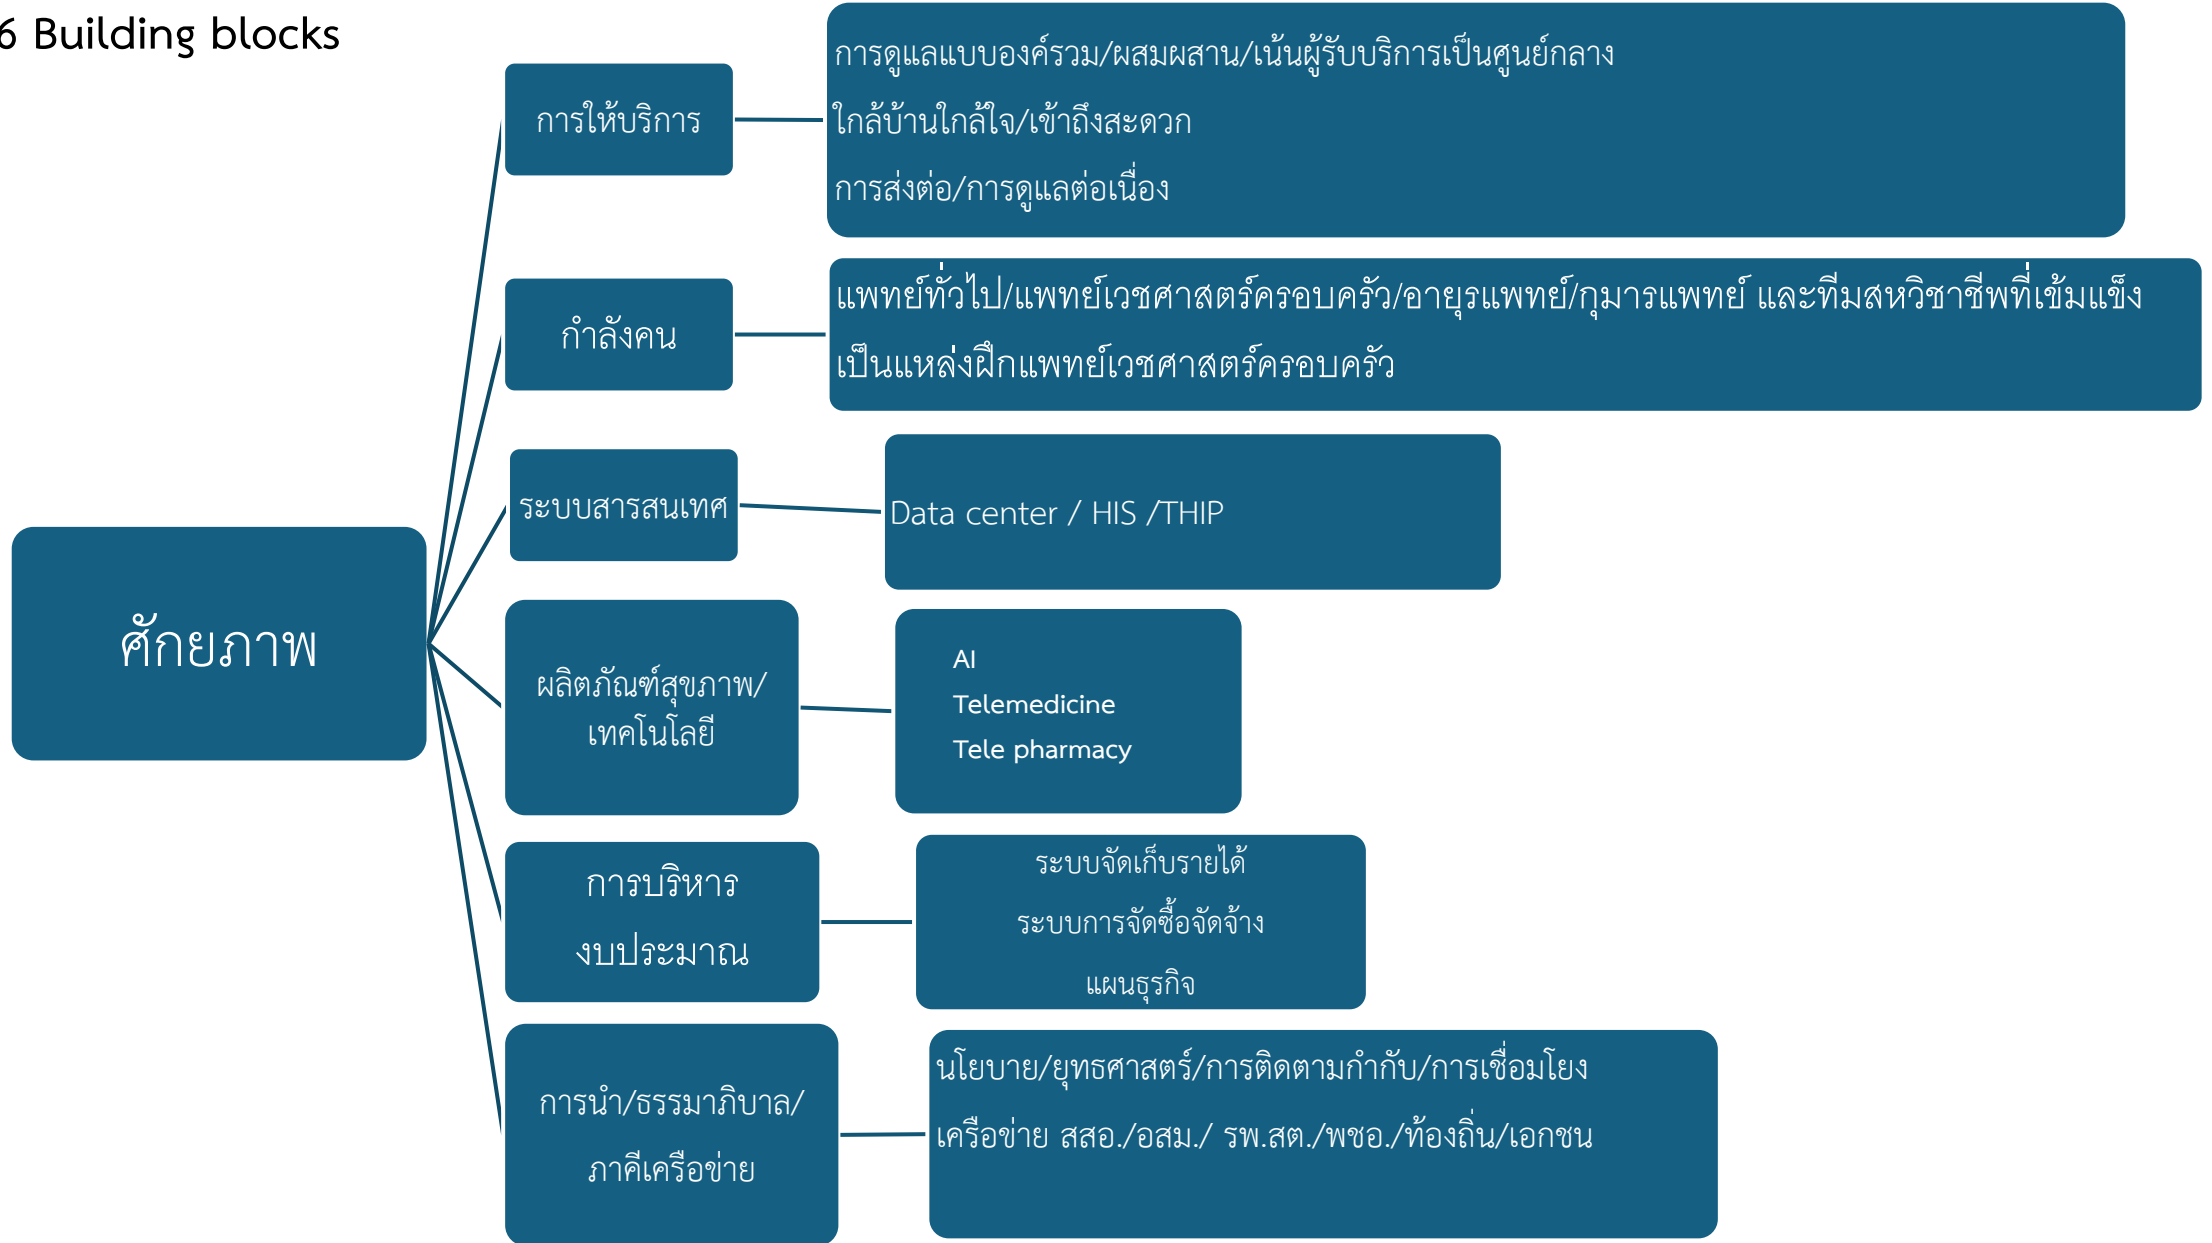 6 Building blocks
ศักยภาพ
การให้บริการ
การดูแลแบบองค์รวม/ผสมผสาน/เน้นผู้รับบริการเป็นศูนย์กลาง
ใกล้บ้านใกล้ใจ/เข้าถึงสะดวก
การส่งต่อ/การดูแลต่อเนื่อง
กำลังคน
แพทย์ทั่วไป/แพทย์เวชศาสตร์ครอบครัว/อายุรแพทย์/กุมารแพทย์ และทีมสหวิชาชีพที่เข้มแข็ง
เป็นแหล่งฝึกแพทย์เวชศาสตร์ครอบครัว
ระบบสารสนเทศ
Data center / HIS /THIP
ผลิตภัณฑ์สุขภาพ/
เทคโนโลยี
AI
Telemedicine
Tele pharmacy
การบริหาร
งบประมาณ
ระบบจัดเก็บรายได้
ระบบการจัดซื้อจัดจ้าง
แผนธุรกิจ
การนำ/ธรรมาภิบาล/
ภาคีเครือข่าย
นโยบาย/ยุทธศาสตร์/การติดตามกำกับ/การเชื่อมโยง
เครือข่าย สสอ./อสม./ รพ.สต./พชอ./ท้องถิ่น/เอกชน